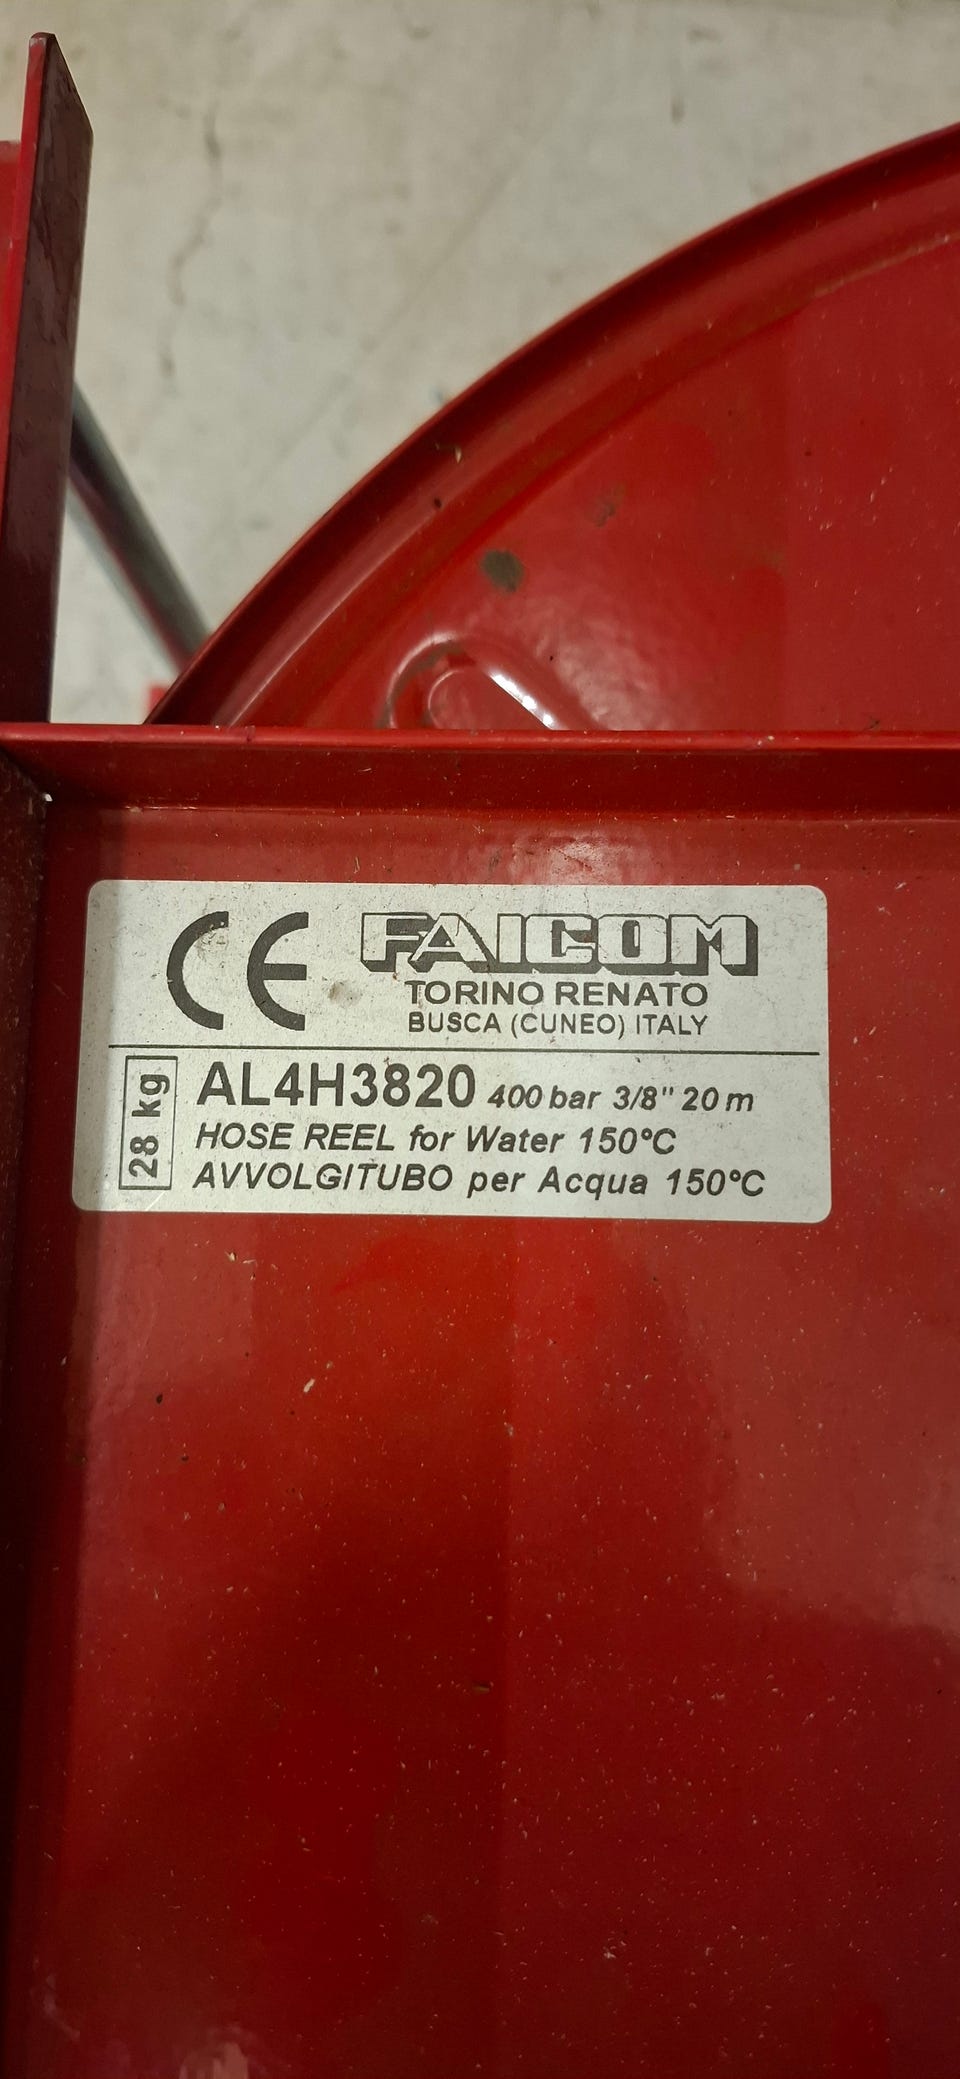 CE FAICOM
TORINO RENATO
BUSCA (CUNEO) ITALY
28 kg
AL4H3820 400 bar 3/8" 20 m
HOSE REEL for Water 150°C
AVVOLGITUBO per Acqua 150°C